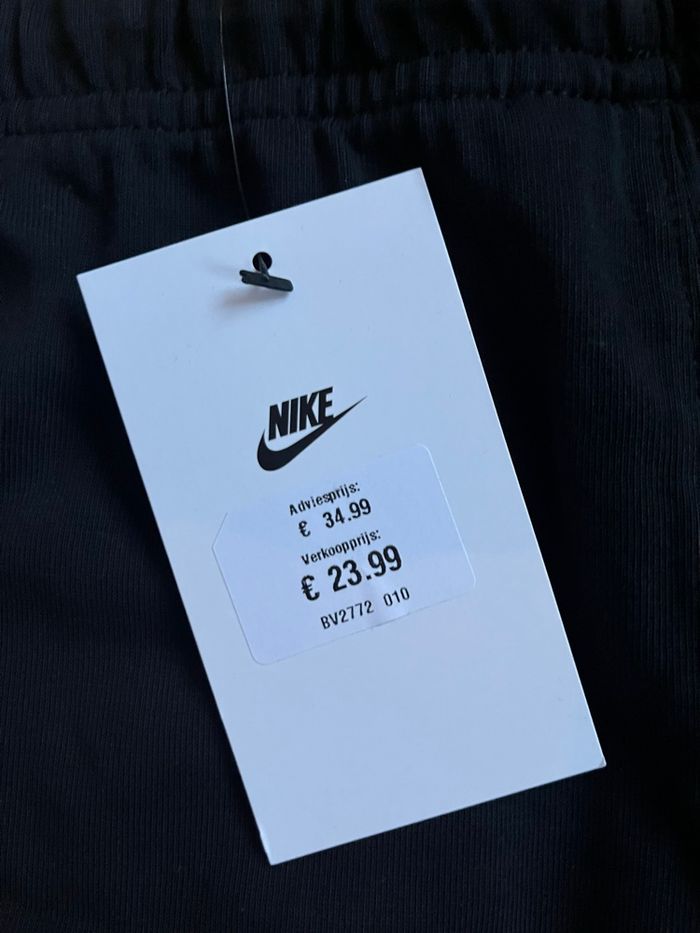 NIKE
Adviesprijs:
€ 34.99
Verkoopprijs:
€ 23.99
BV2772 010